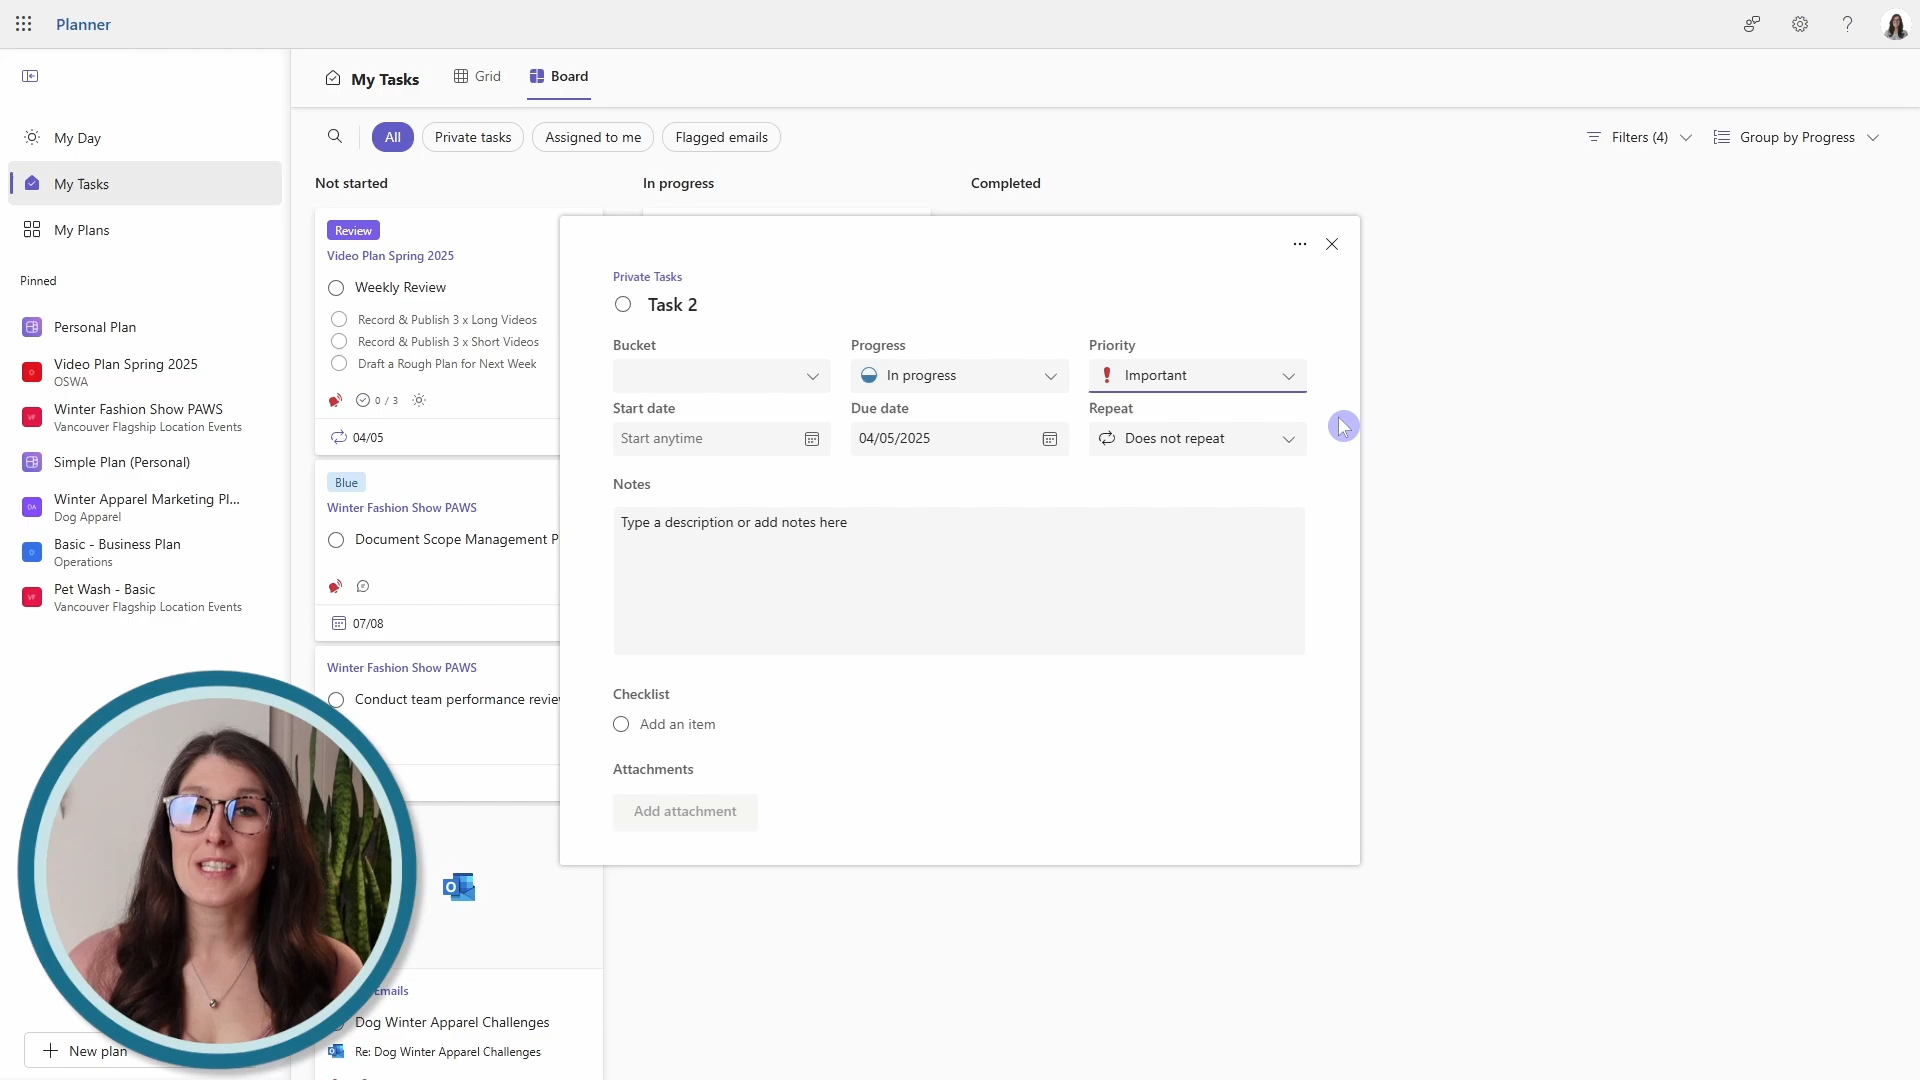 Planner
My Day
My Tasks
My Plans
Pinned
Personal Plan
Video Plan Spring 2025
OSWA
Winter Fashion Show PAWS
Vancouver Flagship Location Events
Simple Plan (Personal)
Winter Apparel Marketing Pl...
Dog Apparel
Basic - Business Plan
Operations
Pet Wash - Basic
Vancouver Flagship Location Events
New plan
My Tasks
Grid
Board
All
Private tasks
Assigned to me
Flagged emails
Filters (4)
Group by Progress
Not started
In progress
Completed
Review
Video Plan Spring 2025
Weekly Review
Record & Publish 3 x Long Videos
Record & Publish 3 x Short Videos
Draft a Rough Plan for Next Week
0 / 3
04/05
Blue
Winter Fashion Show PAWS
Document Scope Management P
07/08
Winter Fashion Show PAWS
Conduct team performance revie
Emails
Dog Winter Apparel Challenges
Re: Dog Winter Apparel Challenges
Private Tasks
Task 2
Bucket
Progress
Priority
In progress
Important
Start date
Due date
Repeat
Start anytime
04/05/2025
Does not repeat
Notes
Type a description or add notes here
Checklist
Add an item
Attachments
Add attachment